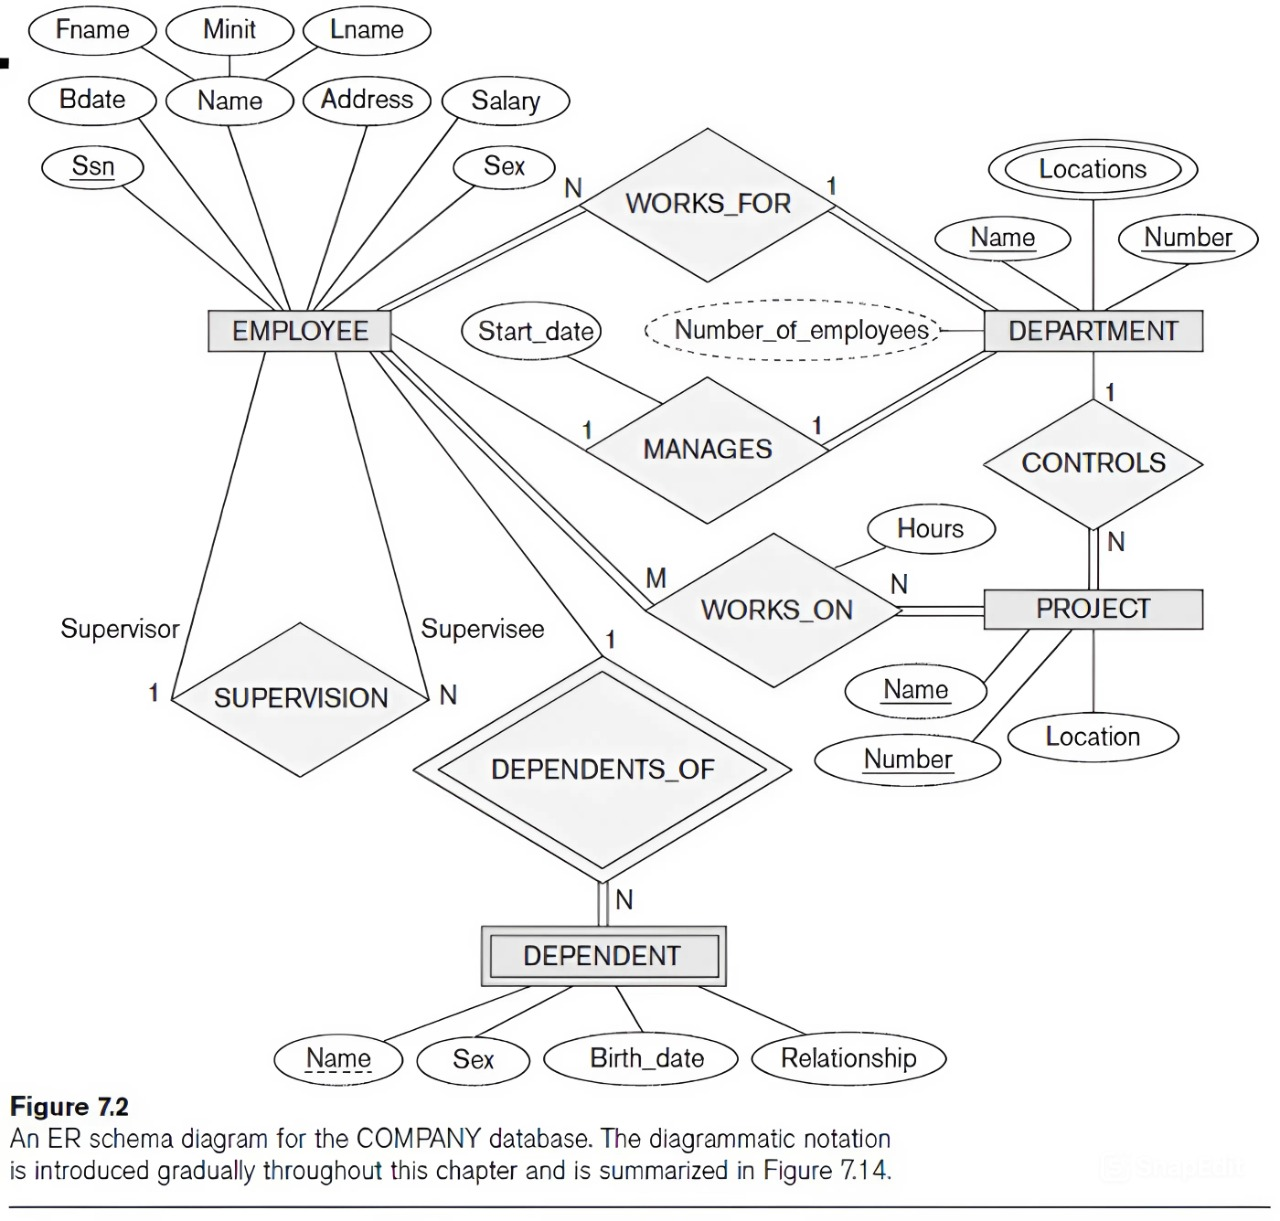 Fname Minit Lname
Bdate Name Address Salary
Ssn Sex
N WORKS_FOR 1
Locations
Name Number
EMPLOYEE Start_date Number_of_employees DEPARTMENT
1 MANAGES 1
1
CONTROLS
N
Hours
M WORKS_ON N PROJECT
Supervisor Supervisee
1 SUPERVISION N
1
Name
Number Location
DEPENDENTS_OF
N
DEPENDENT
Name Sex Birth_date Relationship
Figure 7.2
An ER schema diagram for the COMPANY database. The diagrammatic notation
is introduced gradually throughout this chapter and is summarized in Figure 7.14.